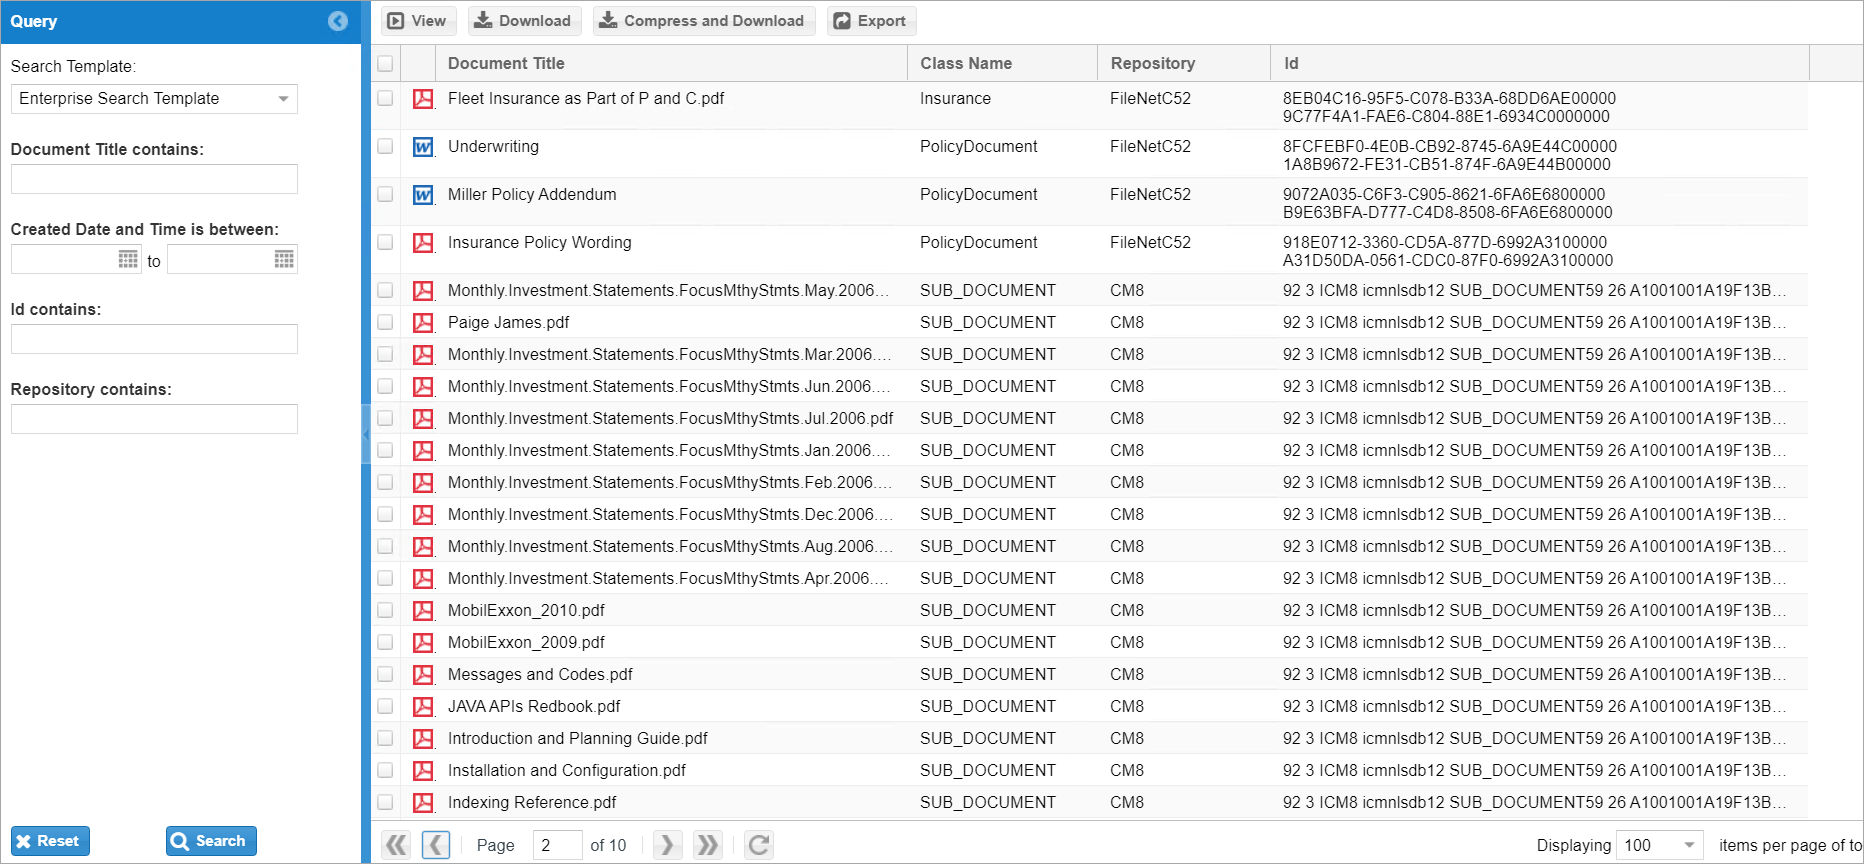 Query
Search Template:
Enterprise Search Template
Document Title contains:
Created Date and Time is between:
to
Id contains:
Repository contains:
Reset Search
View Download Compress and Download Export
Document Title Class Name Repository Id
Fleet Insurance as Part of P and C.pdf Insurance FileNetC52 8EB04C16-95F5-C078-B33A-68DD6AE00000
9C77F4A1-FAE6-C804-88E1-6934C0000000
Underwriting PolicyDocument FileNetC52 8FCFEBF0-4E0B-CB92-8745-6A9E44C00000
1A8B9672-FE31-CB51-874F-6A9E44B00000
Miller Policy Addendum PolicyDocument FileNetC52 9072A035-C6F3-C905-8621-6FA6E6800000
B9E63BFA-D777-C4D8-8508-6FA6E6800000
Insurance Policy Wording PolicyDocument FileNetC52 918E0712-3360-CD5A-877D-6992A3100000
A31D50DA-0561-CDC0-87F0-6992A3100000
Monthly.Investment.Statements.FocusMthyStmts.May.2006... SUB_DOCUMENT CM8 92 3 ICM8 icmnlsdb12 SUB_DOCUMENT59 26 A1001001A19F13B...
Paige James.pdf SUB_DOCUMENT CM8 92 3 ICM8 icmnlsdb12 SUB_DOCUMENT59 26 A1001001A19F13B...
Monthly.Investment.Statements.FocusMthyStmts.Mar.2006.... SUB_DOCUMENT CM8 92 3 ICM8 icmnlsdb12 SUB_DOCUMENT59 26 A1001001A19F13B...
Monthly.Investment.Statements.FocusMthyStmts.Jun.2006.... SUB_DOCUMENT CM8 92 3 ICM8 icmnlsdb12 SUB_DOCUMENT59 26 A1001001A19F13B...
Monthly.Investment.Statements.FocusMthyStmts.Jul.2006.pdf SUB_DOCUMENT CM8 92 3 ICM8 icmnlsdb12 SUB_DOCUMENT59 26 A1001001A19F13B...
Monthly.Investment.Statements.FocusMthyStmts.Jan.2006.... SUB_DOCUMENT CM8 92 3 ICM8 icmnlsdb12 SUB_DOCUMENT59 26 A1001001A19F13B...
Monthly.Investment.Statements.FocusMthyStmts.Feb.2006.... SUB_DOCUMENT CM8 92 3 ICM8 icmnlsdb12 SUB_DOCUMENT59 26 A1001001A19F13B...
Monthly.Investment.Statements.FocusMthyStmts.Dec.2006.... SUB_DOCUMENT CM8 92 3 ICM8 icmnlsdb12 SUB_DOCUMENT59 26 A1001001A19F13B...
Monthly.Investment.Statements.FocusMthyStmts.Aug.2006.... SUB_DOCUMENT CM8 92 3 ICM8 icmnlsdb12 SUB_DOCUMENT59 26 A1001001A19F13B...
Monthly.Investment.Statements.FocusMthyStmts.Apr.2006.... SUB_DOCUMENT CM8 92 3 ICM8 icmnlsdb12 SUB_DOCUMENT59 26 A1001001A19F13B...
MobilExxon_2010.pdf SUB_DOCUMENT CM8 92 3 ICM8 icmnlsdb12 SUB_DOCUMENT59 26 A1001001A19F13B...
MobilExxon_2009.pdf SUB_DOCUMENT CM8 92 3 ICM8 icmnlsdb12 SUB_DOCUMENT59 26 A1001001A19F13B...
Messages and Codes.pdf SUB_DOCUMENT CM8 92 3 ICM8 icmnlsdb12 SUB_DOCUMENT59 26 A1001001A19F13B...
JAVA APIs Redbook.pdf SUB_DOCUMENT CM8 92 3 ICM8 icmnlsdb12 SUB_DOCUMENT59 26 A1001001A19F13B...
Introduction and Planning Guide.pdf SUB_DOCUMENT CM8 92 3 ICM8 icmnlsdb12 SUB_DOCUMENT59 26 A1001001A19F13B...
Installation and Configuration.pdf SUB_DOCUMENT CM8 92 3 ICM8 icmnlsdb12 SUB_DOCUMENT59 26 A1001001A19F13B...
Indexing Reference.pdf SUB_DOCUMENT CM8 92 3 ICM8 icmnlsdb12 SUB_DOCUMENT59 26 A1001001A19F13B...
Page 2 of 10 Displaying 100 items per page of to